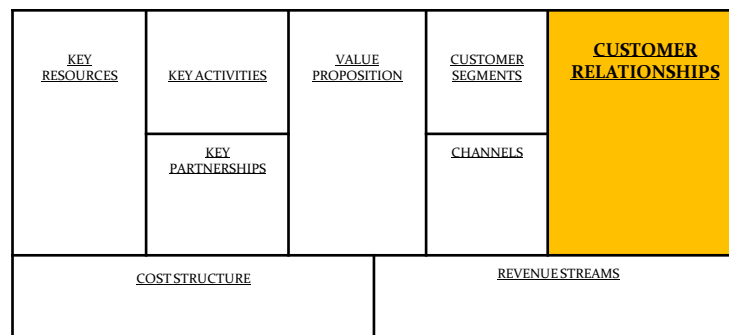 KEY
RESOURCES
KEY ACTIVITIES
KEY
PARTNERSHIPS
VALUE
PROPOSITION
CUSTOMER
SEGMENTS
CHANNELS
CUSTOMER
RELATIONSHIPS
COST STRUCTURE
REVENUE STREAMS